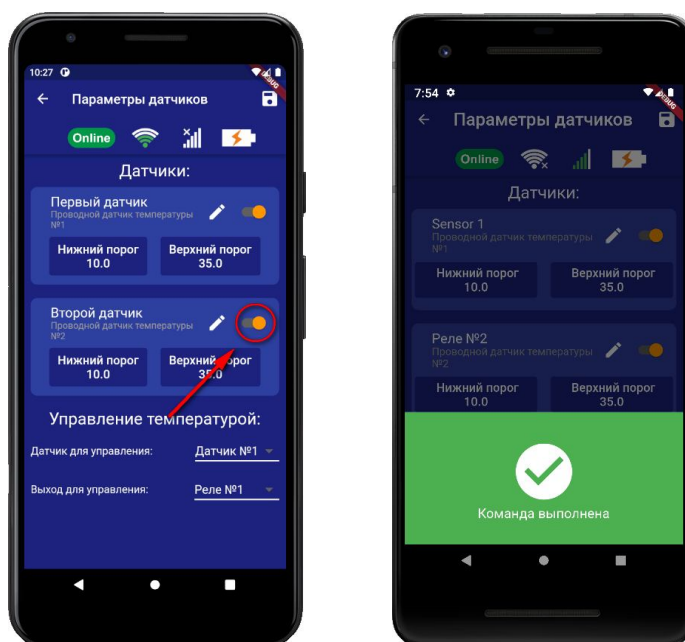 10:27
DEBUG
Параметры датчиков
Online
Датчики:
Первый датчик
Проводной датчик температуры
№1
Нижний порог
10.0
Верхний порог
35.0
Второй датчик
Проводной датчик температуры
№2
Нижний порог
10.0
Верхний порог
35.0
Управление температурой:
Датчик для управления:
Датчик №1
Выход для управления:
Реле №1
7:54
DEBUG
Параметры датчиков
Online
Датчики:
Sensor 1
Проводной датчик температуры
№1
Нижний порог
10.0
Верхний порог
35.0
Реле №2
Проводной датчик температуры
№2
Нижний порог
10.0
Верхний порог
35.0
Команда выполнена